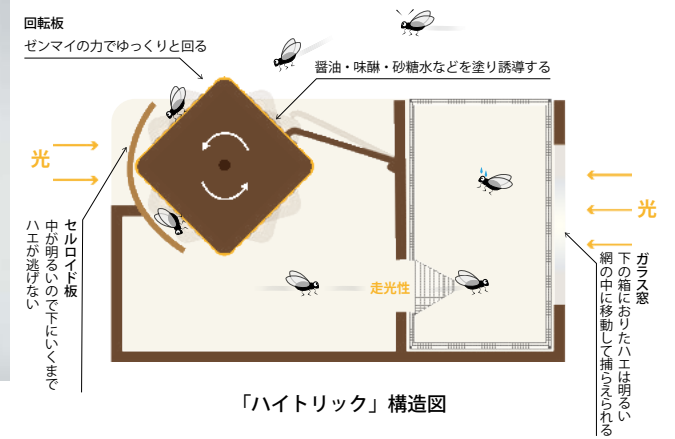 回転板
ゼンマイの力でゆっくりと回る
醤油・味醂・砂糖水などを塗り誘導する
光
光
セルロイド板
中が明るいので下にいくまで
ハエが逃げない
走光性
ガラス窓
下の箱におりたハエは明るい
網の中に移動して捕らえられる
「ハイトリック」構造図